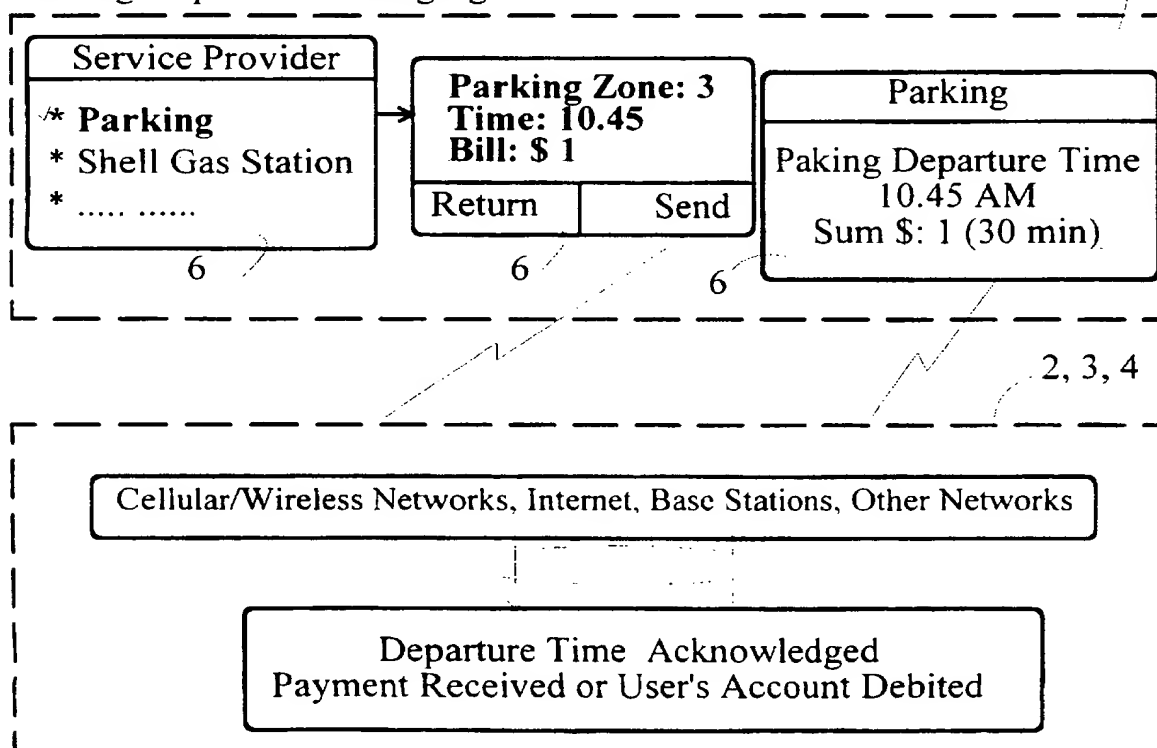 Service Provider
* Parking
* Shell Gas Station
* ..... ......
Parking Zone: 3
Time: 10.45
Bill: $ 1
Return Send
Parking
Paking Departure Time
10.45 AM
Sum $: 1 (30 min)
6 6 6
2, 3, 4
Cellular/Wireless Networks, Internet, Base Stations, Other Networks
Departure Time Acknowledged
Payment Received or User's Account Debited